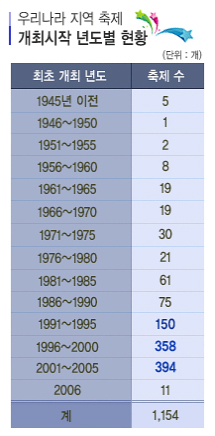 우리나라 지역 축제
개최시작 년도별 현황
(단위 : 개)
최초 개최 년도 축제 수
1945년 이전 5
1946~1950 1
1951~1955 2
1956~1960 8
1961~1965 19
1966~1970 19
1971~1975 30
1976~1980 21
1981~1985 61
1986~1990 75
1991~1995 150
1996~2000 358
2001~2005 394
2006 11
계 1,154